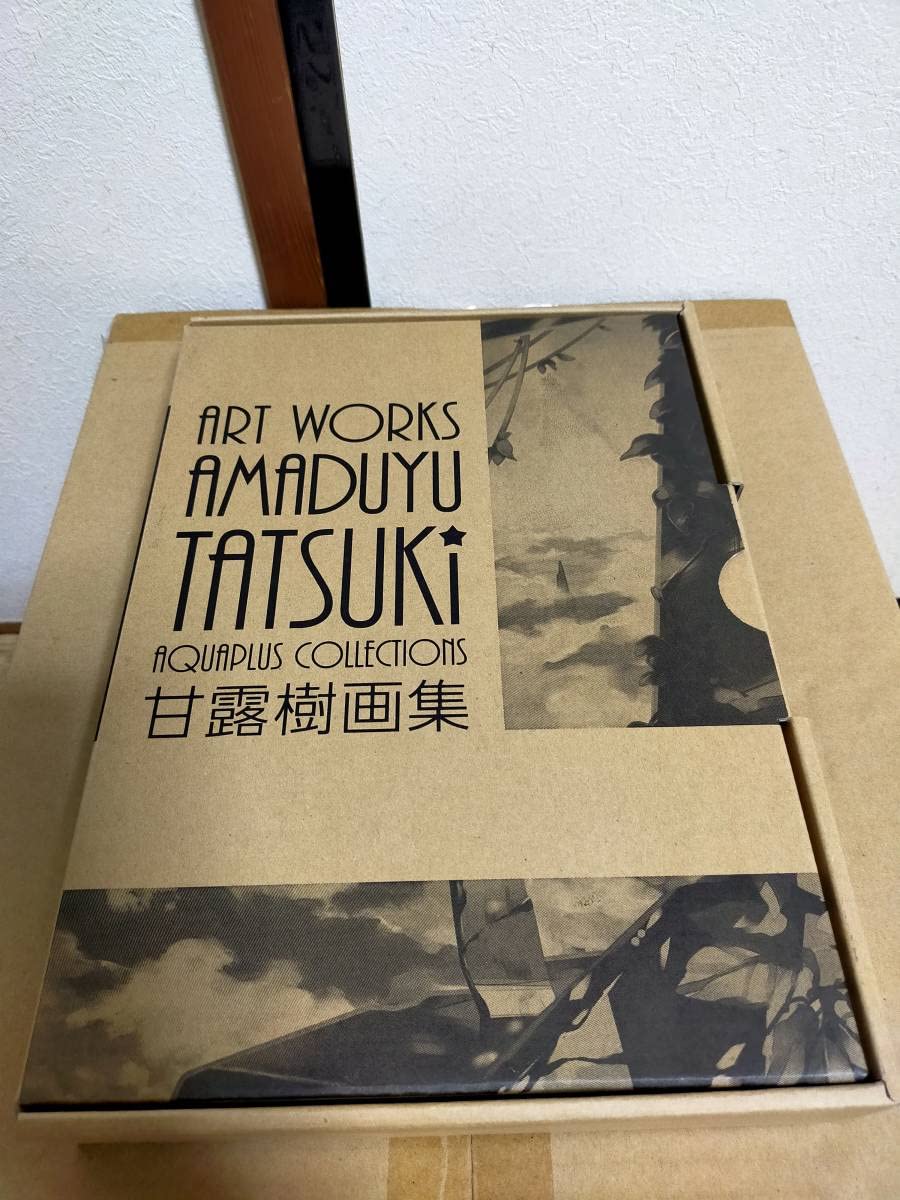 ART WORKS
AMADUYU
TATSUKi
AQUAPLUS COLLECTIONS
甘露樹画集